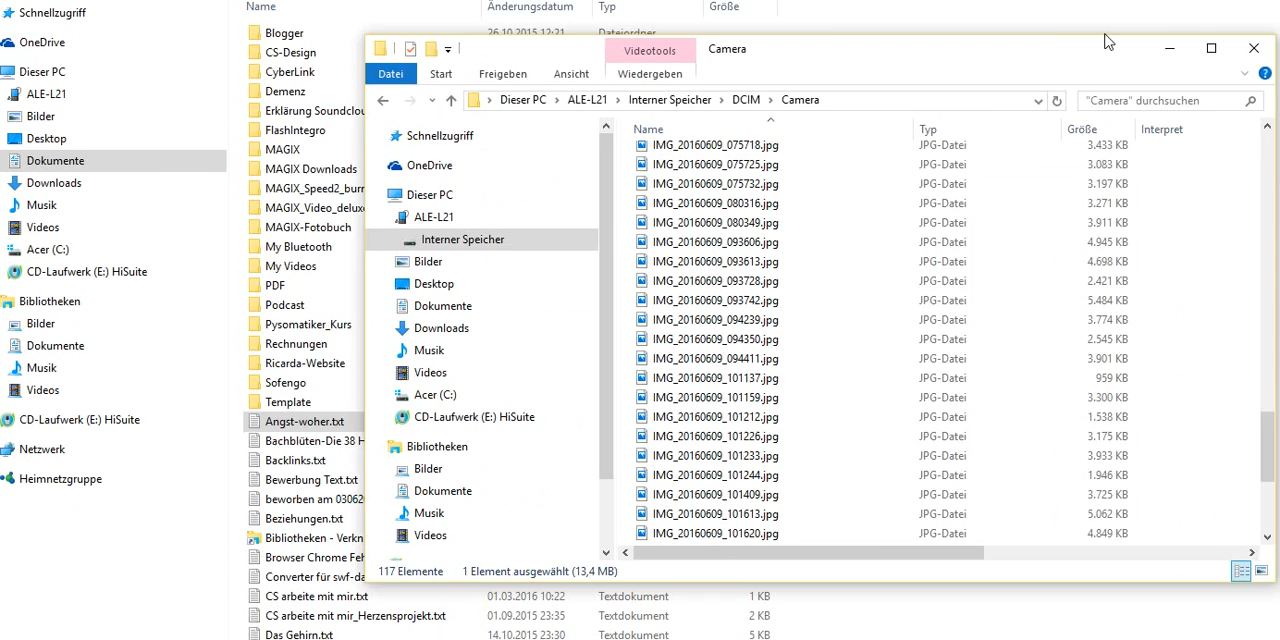 Schnellzugriff
OneDrive
Dieser PC
ALE-L21
Bilder
Desktop
Dokumente
Downloads
Musik
Videos
Acer (C:)
CD-Laufwerk (E:) HiSuite
Bibliotheken
Bilder
Dokumente
Musik
Videos
CD-Laufwerk (E:) HiSuite
Netzwerk
Heimnetzgruppe
Name Änderungsdatum Typ Größe
Blogger 26.10.2015 12:21 Dateiordner
CS-Design
CyberLink
Demenz
Erklärung Soundclou
FlashIntegro
MAGIX
MAGIX Downloads
MAGIX_Speed2_burr
MAGIX_Video_deluxe
MAGIX-Fotobuch
My Bluetooth
My Videos
PDF
Podcast
Pysomatiker_Kurs
Rechnungen
Ricarda-Website
Sofengo
Template
Angst-woher.txt
Bachblüten-Die 38 H
Backlinks.txt
Bewerbung Text.txt
beworben am 03062
Beziehungen.txt
Bibliotheken - Verkn
Browser Chrome Feh
Converter für swf-da
CS arbeite mit mir.txt 01.03.2016 10:22 Textdokument 1 KB
CS arbeite mit mir_Herzensprojekt.txt 01.09.2015 23:35 Textdokument 2 KB
Das Gehirn.txt 14.10.2015 23:30 Textdokument 5 KB
Videotools Camera
Datei Start Freigeben Ansicht Wiedergeben
Dieser PC › ALE-L21 › Interner Speicher › DCIM › Camera
"Camera" durchsuchen
Schnellzugriff
OneDrive
Dieser PC
ALE-L21
Interner Speicher
Bilder
Desktop
Dokumente
Downloads
Musik
Videos
Acer (C:)
CD-Laufwerk (E:) HiSuite
Bibliotheken
Bilder
Dokumente
Musik
Videos
Name Typ Größe Interpret
IMG_20160609_075718.jpg JPG-Datei 3.433 KB
IMG_20160609_075725.jpg JPG-Datei 3.083 KB
IMG_20160609_075732.jpg JPG-Datei 3.197 KB
IMG_20160609_080316.jpg JPG-Datei 3.271 KB
IMG_20160609_080349.jpg JPG-Datei 3.911 KB
IMG_20160609_093606.jpg JPG-Datei 4.945 KB
IMG_20160609_093613.jpg JPG-Datei 4.698 KB
IMG_20160609_093728.jpg JPG-Datei 2.421 KB
IMG_20160609_093742.jpg JPG-Datei 5.484 KB
IMG_20160609_094239.jpg JPG-Datei 3.774 KB
IMG_20160609_094350.jpg JPG-Datei 2.545 KB
IMG_20160609_094411.jpg JPG-Datei 3.901 KB
IMG_20160609_101137.jpg JPG-Datei 959 KB
IMG_20160609_101159.jpg JPG-Datei 3.300 KB
IMG_20160609_101212.jpg JPG-Datei 1.538 KB
IMG_20160609_101226.jpg JPG-Datei 3.175 KB
IMG_20160609_101233.jpg JPG-Datei 3.933 KB
IMG_20160609_101244.jpg JPG-Datei 1.946 KB
IMG_20160609_101409.jpg JPG-Datei 3.725 KB
IMG_20160609_101613.jpg JPG-Datei 5.062 KB
IMG_20160609_101620.jpg JPG-Datei 4.849 KB
117 Elemente 1 Element ausgewählt (13,4 MB)